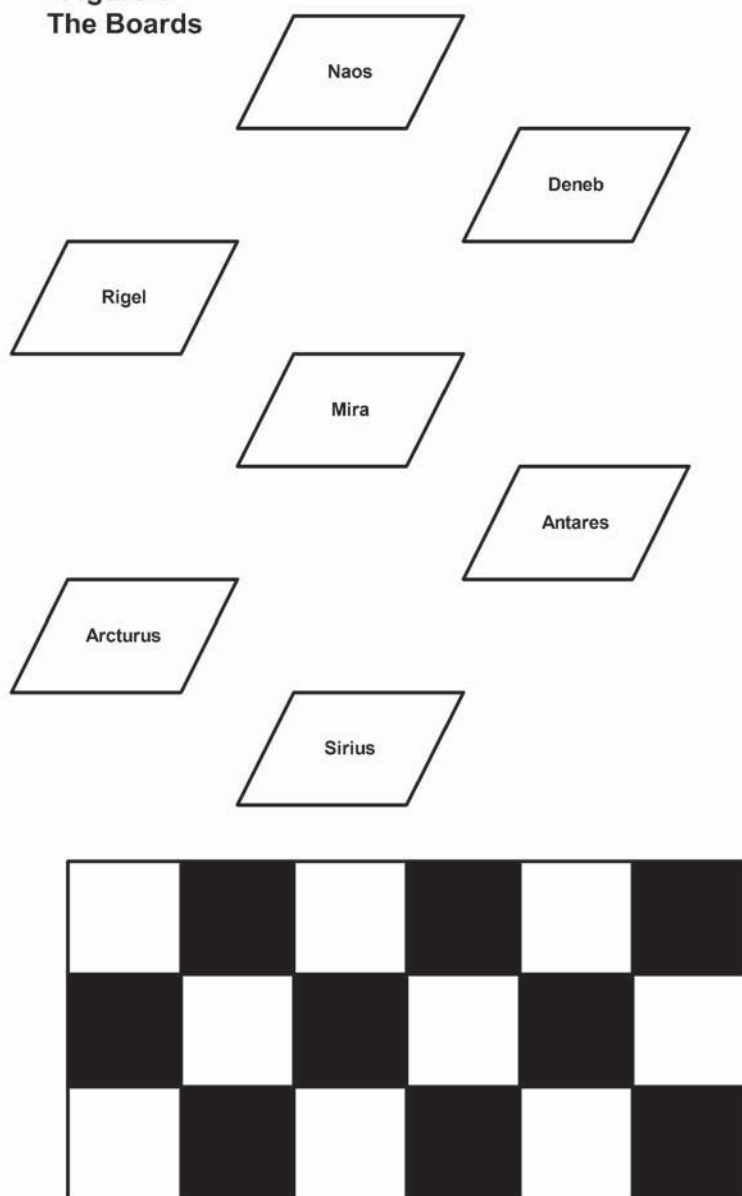 The Boards
Naos
Deneb
Rigel
Mira
Antares
Arcturus
Sirius